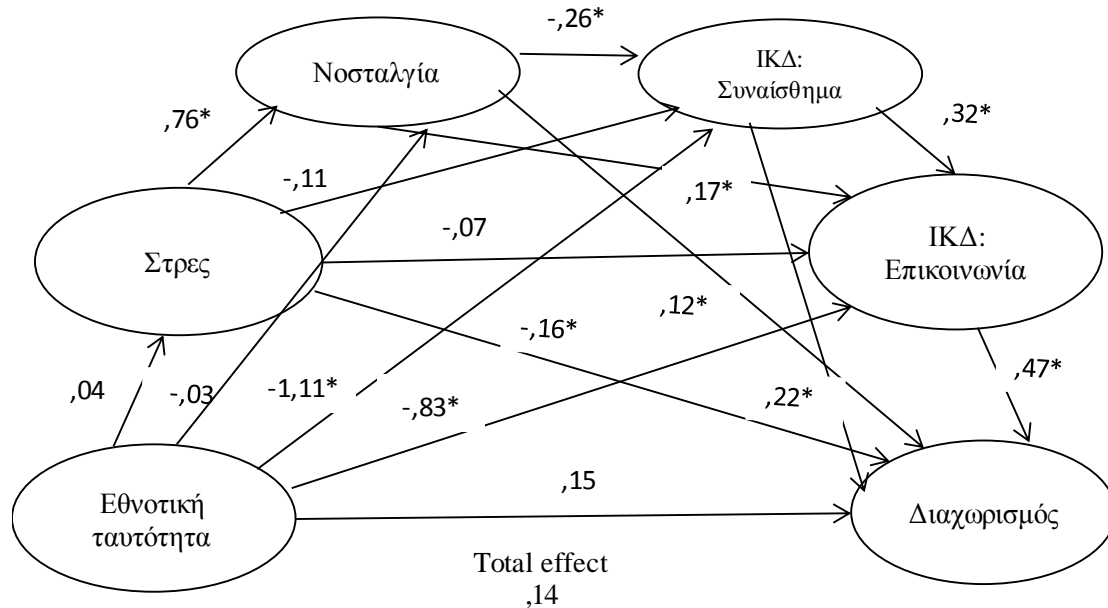 -,26*
Νοσταλγία
ΙΚΔ:
Συναίσθημα
,76*
,32*
-,11
,17*
-,07
Στρες
ΙΚΔ:
Επικοινωνία
,12*
-,16*
,04
-,03
-1,11*
-,83*
,22*
,47*
,15
Εθνοτική
ταυτότητα
Διαχωρισμός
Total effect
,14